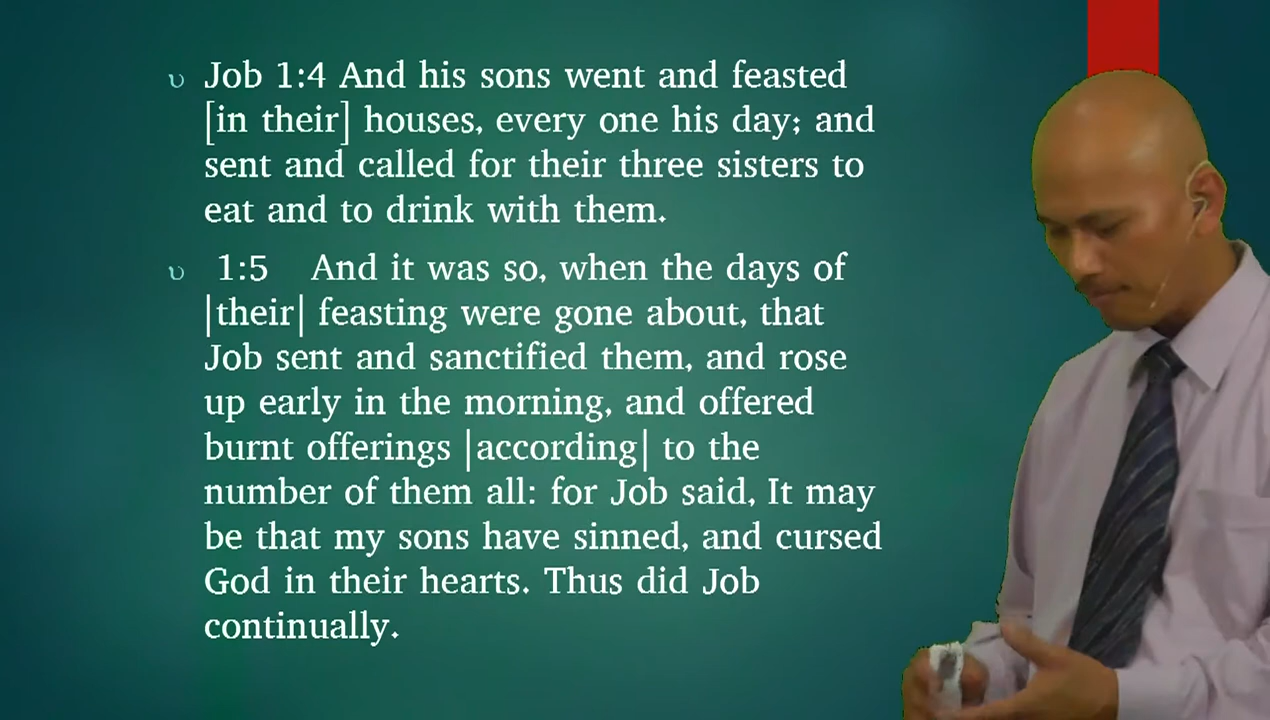 υ Job 1:4 And his sons went and feasted
[in their] houses, every one his day; and
sent and called for their three sisters to
eat and to drink with them.
υ 1:5 And it was so, when the days of
|their| feasting were gone about, that
Job sent and sanctified them, and rose
up early in the morning, and offered
burnt offerings |according| to the
number of them all: for Job said, It may
be that my sons have sinned, and cursed
God in their hearts. Thus did Job
continually.